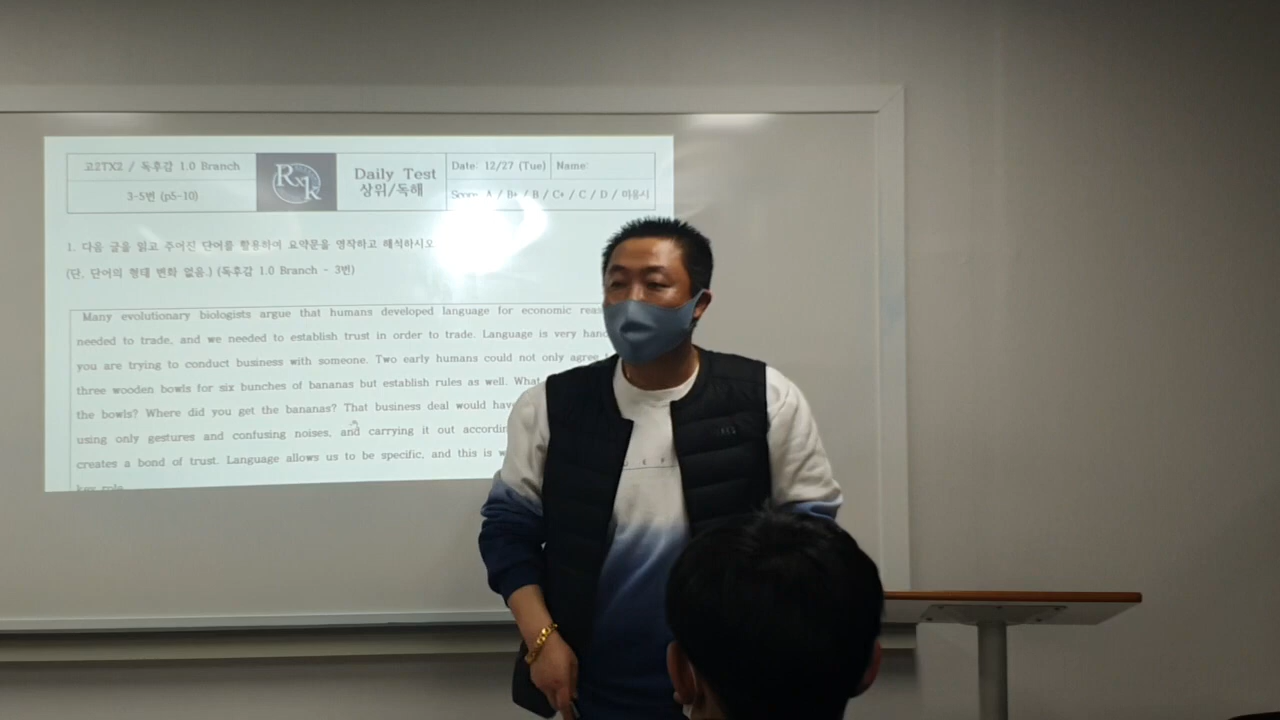 고2TX2 / 독후감 1.0 Branch
3-5번 (p5-10)
RXK
Daily Test
상위/독해
Date: 12/27 (Tue) Name:
Score: A / B+ / B / C+ / C / D / 미응시
1. 다음 글을 읽고 주어진 단어를 활용하여 요약문을 영작하고 해석하시오
(단, 단어의 형태 변화 없음.) (독후감 1.0 Branch - 3번)
Many evolutionary biologists argue that humans developed language for economic
needed to trade, and we needed to establish trust in order to trade. Language is very
you are trying to conduct business with someone. Two early humans could not only agree
three wooden bowls for six bunches of bananas but establish rules as well. What
the bowls? Where did you get the bananas? That business deal would have
using only gestures and confusing noises, and carrying it out
creates a bond of trust. Language allows us to be specific, and this is
key role